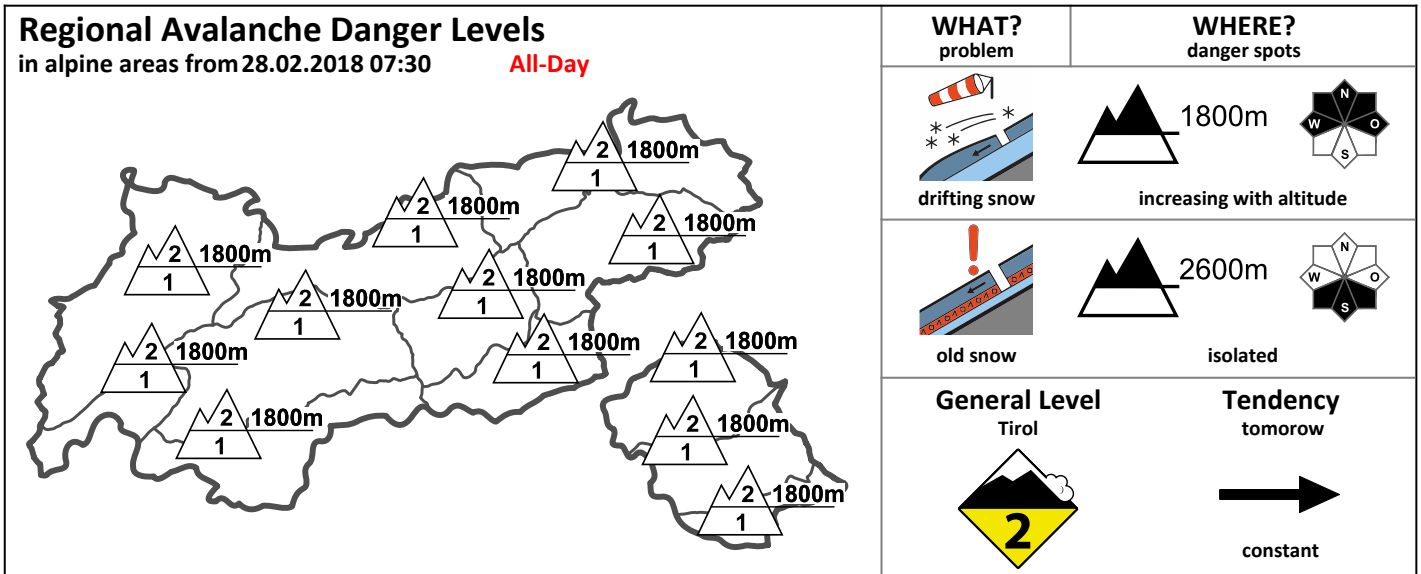 Regional Avalanche Danger Levels
in alpine areas from 28.02.2018 07:30 All-Day
2 1800m
1
2 1800m
1
2 1800m
1
2 1800m
1
2 1800m
1
2 1800m
1
2 1800m
1
2 1800m
1
2 1800m
1
2 1800m
1
2 1800m
1
2 1800m
1
WHAT?
problem
WHERE?
danger spots
drifting snow
1800m
increasing with altitude
N
W O
S
old snow
2600m
isolated
N
W O
S
General Level
Tirol
2
Tendency
tomorow
constant